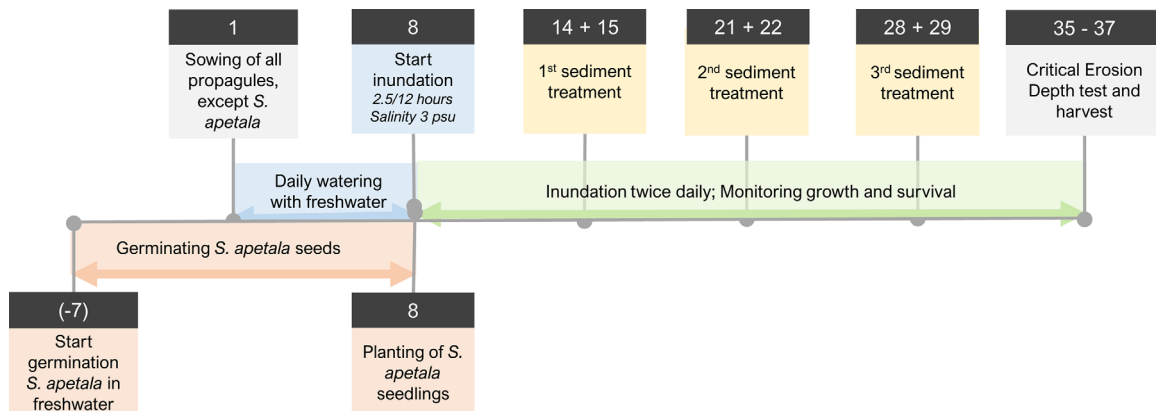 1
Sowing of all
propagules,
except S.
apetala
8
Start
inundation
2.5/12 hours
Salinity 3 psu
14 + 15
1st sediment
treatment
21 + 22
2nd sediment
treatment
28 + 29
3rd sediment
treatment
35 - 37
Critical Erosion
Depth test and
harvest
Daily watering
with freshwater
Inundation twice daily; Monitoring growth and survival
Germinating S. apetala seeds
(-7)
Start
germination
S. apetala in
freshwater
8
Planting of S.
apetala
seedlings